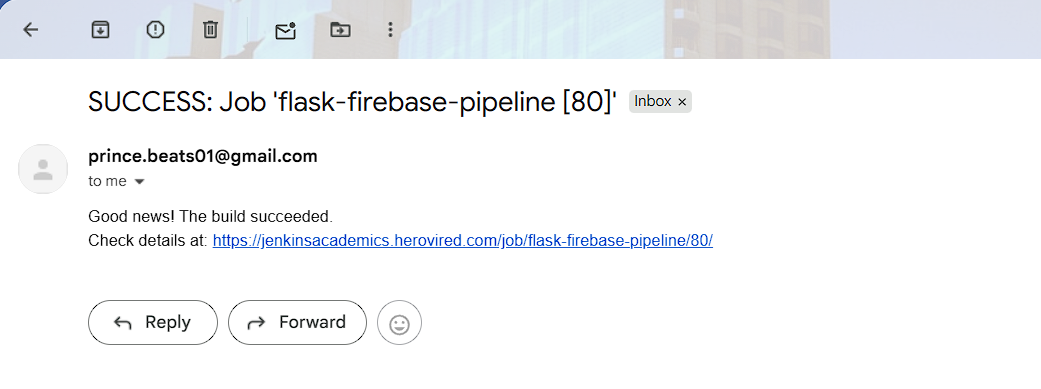 SUCCESS: Job 'flask-firebase-pipeline [80]' Inbox ×
prince.beats01@gmail.com
to me
Good news! The build succeeded.
Check details at: https://jenkinsacademics.herovired.com/job/flask-firebase-pipeline/80/
Reply Forward